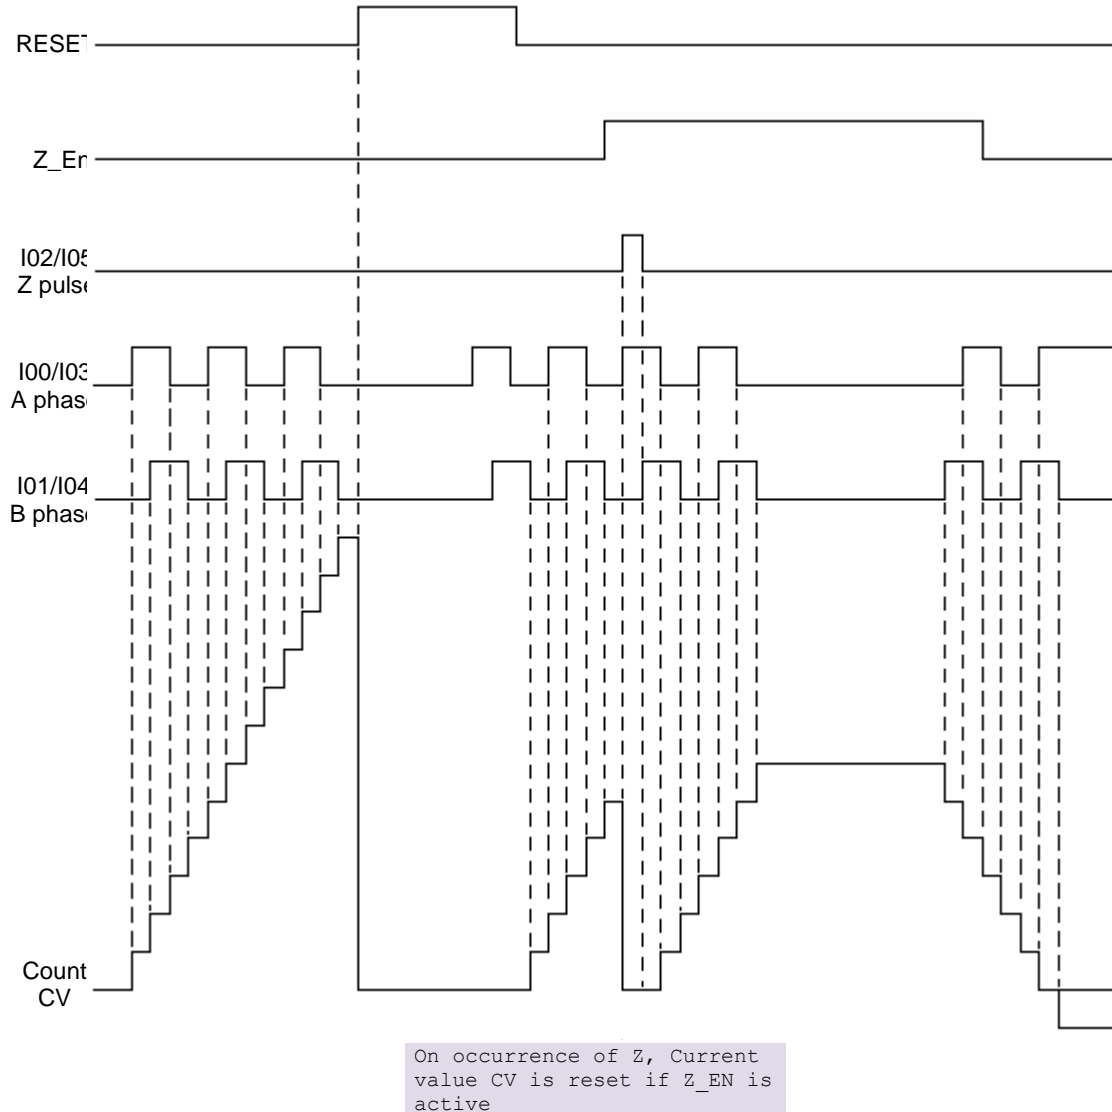 RESET
Z_En
I02/I05
Z pulse
I00/I03
A phase
I01/I04
B phase
Count
CV
On occurrence of Z, Current
value CV is reset if Z_EN is
active